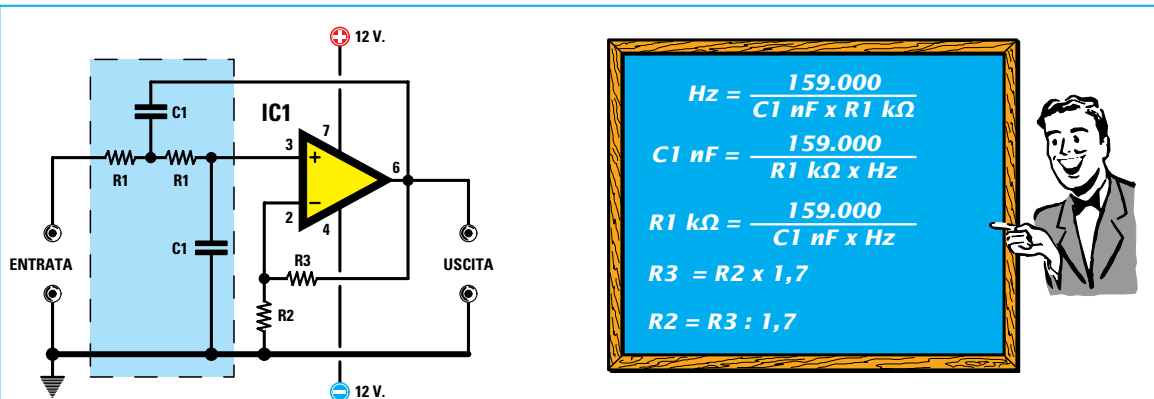 12 V.
C1
IC1
7
3
+
6
R1
R1
2
−
4
C1
R3
ENTRATA
USCITA
R2
12 V.
Hz = 159.000 / C1 nF x R1 kΩ
C1 nF = 159.000 / R1 kΩ x Hz
R1 kΩ = 159.000 / C1 nF x Hz
R3 = R2 x 1,7
R2 = R3 : 1,7